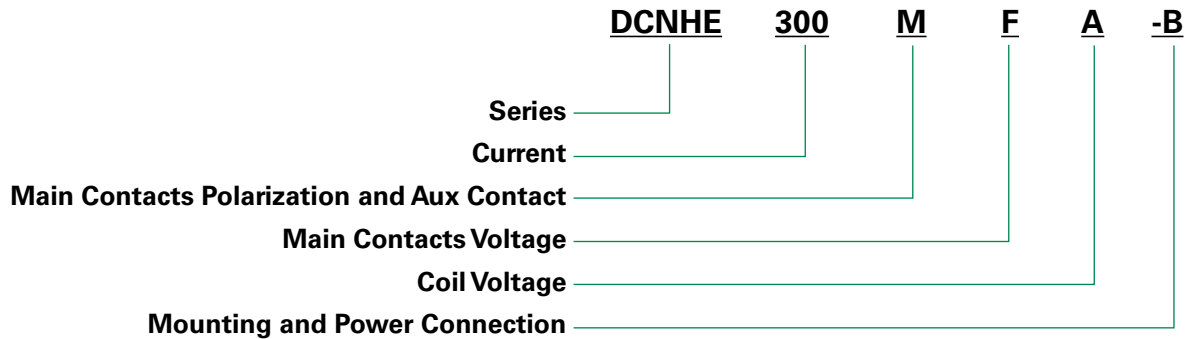 DCNHE 300 M F A -B
Series
Current
Main Contacts Polarization and Aux Contact
Main Contacts Voltage
Coil Voltage
Mounting and Power Connection